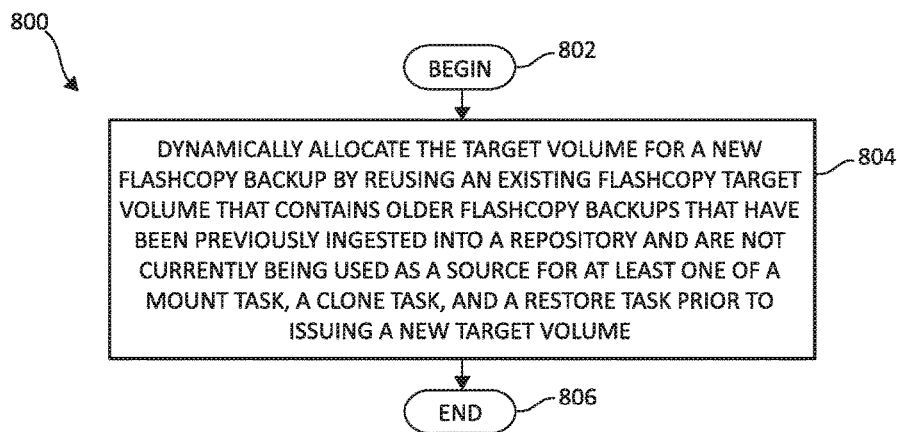 800
BEGIN
802
DYNAMICALLY ALLOCATE THE TARGET VOLUME FOR A NEW
FLASHCOPY BACKUP BY REUSING AN EXISTING FLASHCOPY TARGET
VOLUME THAT CONTAINS OLDER FLASHCOPY BACKUPS THAT HAVE
BEEN PREVIOUSLY INGESTED INTO A REPOSITORY AND ARE NOT
CURRENTLY BEING USED AS A SOURCE FOR AT LEAST ONE OF A
MOUNT TASK, A CLONE TASK, AND A RESTORE TASK PRIOR TO
ISSUING A NEW TARGET VOLUME
804
END
806